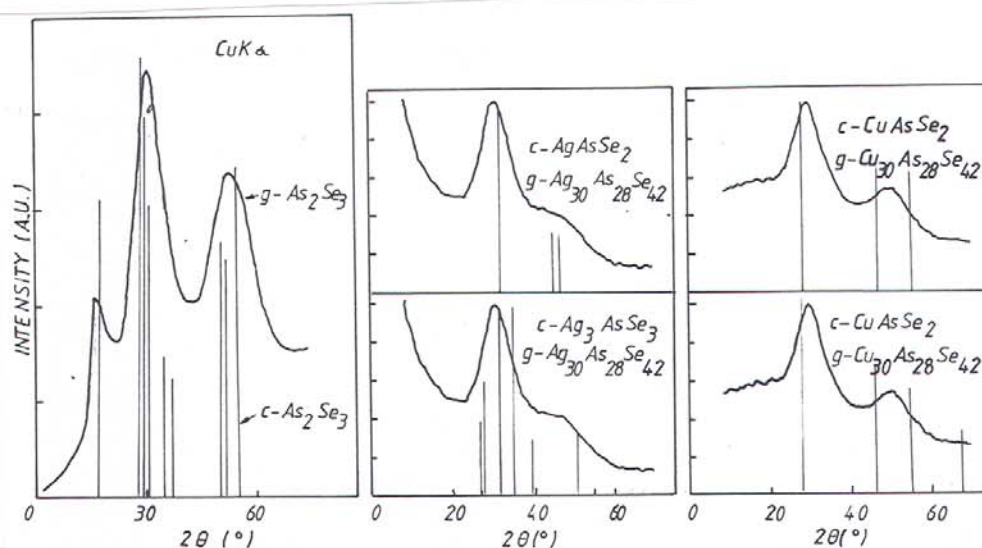 CuKα
g-As2Se3
c-As2Se3
INTENSITY (A.U.)
0 30 60
2θ (°)
c-AgAsSe2
g-Ag30As28Se42
c-Ag3AsSe3
g-Ag30As28Se42
0 20 40 60
2θ(°)
c-CuAsSe2
g-Cu30As28Se42
c-CuAsSe2
g-Cu30As28Se42
0 20 40 60
2θ(°)